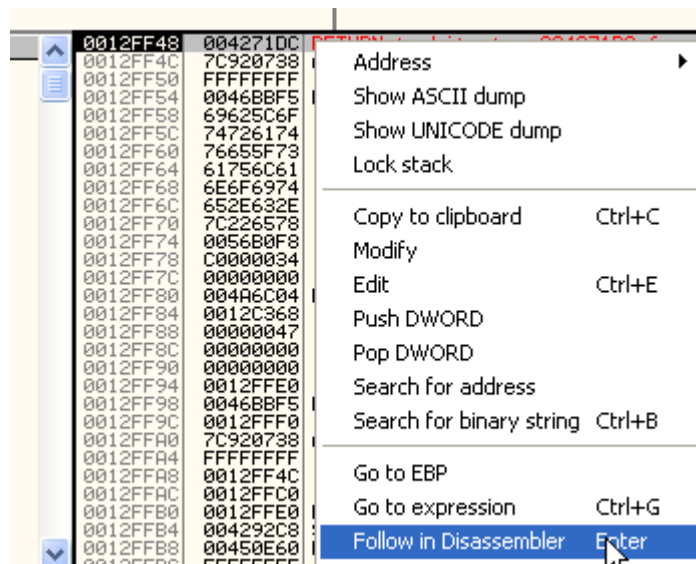 0012FF48 004271DC
0012FF4C 7C920738
0012FF50 FFFFFFFF
0012FF54 0046BBF5
0012FF58 69625C6F
0012FF5C 74726174
0012FF60 76655F73
0012FF64 61756C61
0012FF68 6E6F6974
0012FF6C 652E632E
0012FF70 7C226578
0012FF74 0056B0F8
0012FF78 C0000034
0012FF7C 00000000
0012FF80 004A6C04
0012FF84 0012C368
0012FF88 00000047
0012FF8C 00000000
0012FF90 00000000
0012FF94 0012FFE0
0012FF98 0046BBF5
0012FF9C 0012FFF0
0012FFA0 7C920738
0012FFA4 FFFFFFFF
0012FFA8 0012FF4C
0012FFAC 0012FFC0
0012FFB0 0012FFE0
0012FFB4 004292C8
0012FFB8 00450E60
Address
Show ASCII dump
Show UNICODE dump
Lock stack
Copy to clipboard Ctrl+C
Modify
Edit Ctrl+E
Push DWORD
Pop DWORD
Search for address
Search for binary string Ctrl+B
Go to EBP
Go to expression Ctrl+G
Follow in Disassembler Enter